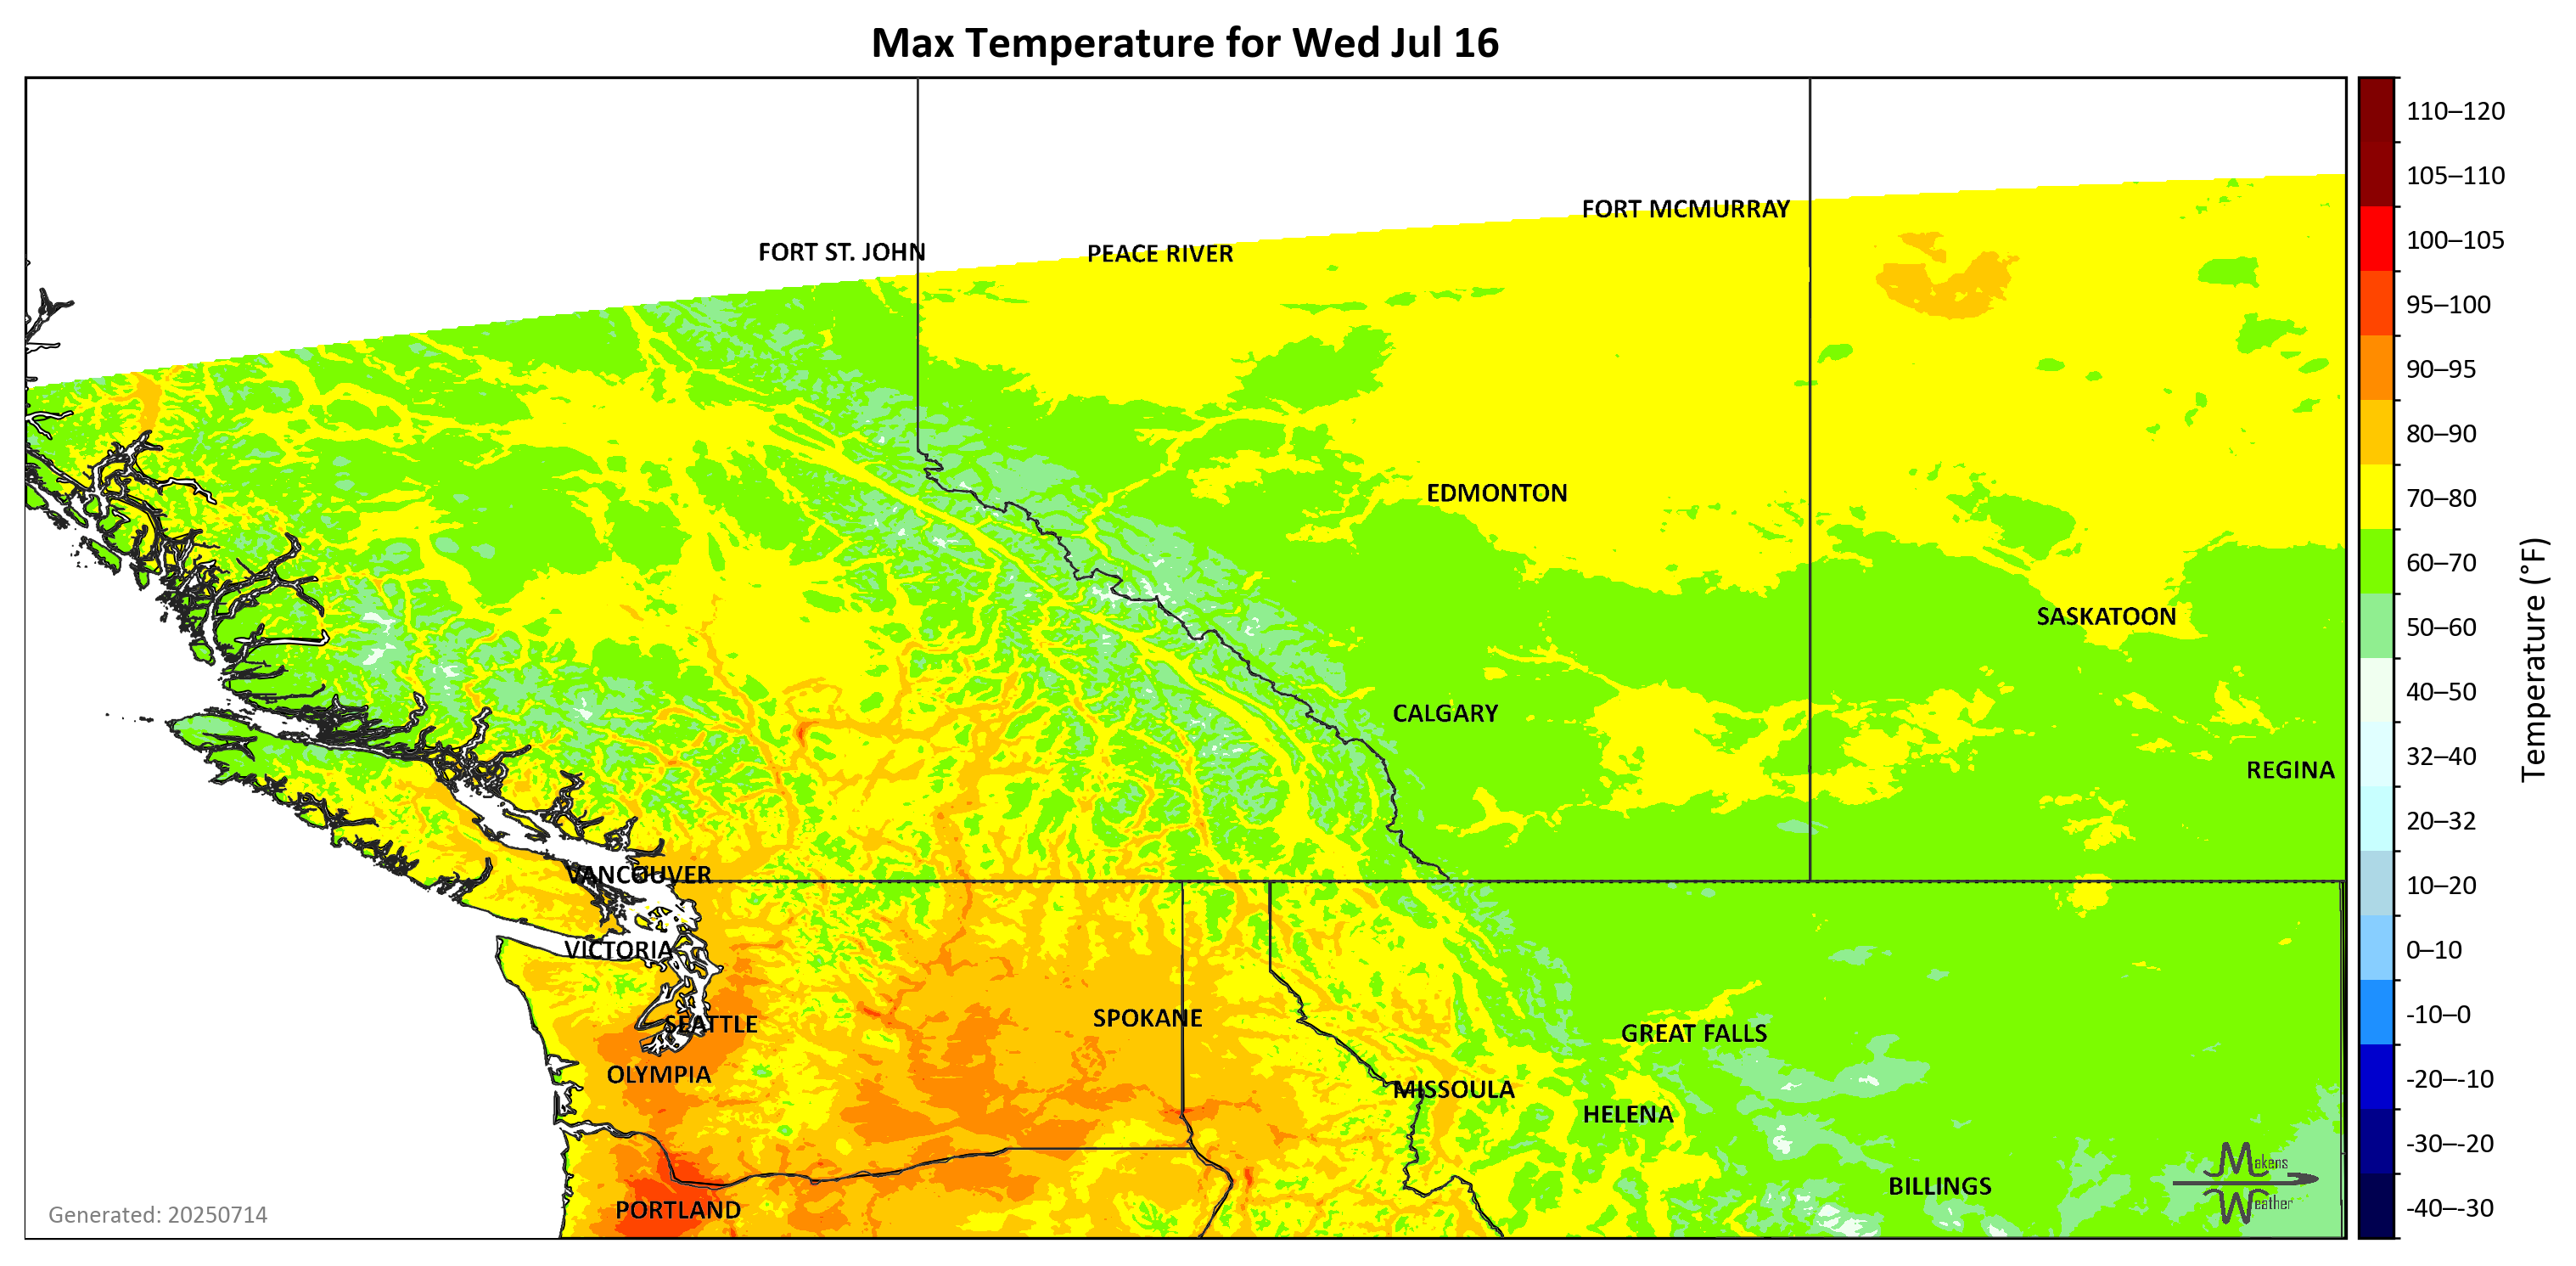 Max Temperature for Wed Jul 16
FORT MCMURRAY
FORT ST. JOHN
PEACE RIVER
EDMONTON
SASKATOON
CALGARY
REGINA
VANCOUVER
VICTORIA
SEATTLE
SPOKANE
GREAT FALLS
OLYMPIA
MISSOULA
HELENA
BILLINGS
PORTLAND
Makens
Weather
Generated: 20250714
110–120
105–110
100–105
95–100
90–95
80–90
70–80
60–70
50–60
40–50
32–40
20–32
10–20
0–10
-10–0
-20–-10
-30–-20
-40–-30
Temperature (°F)